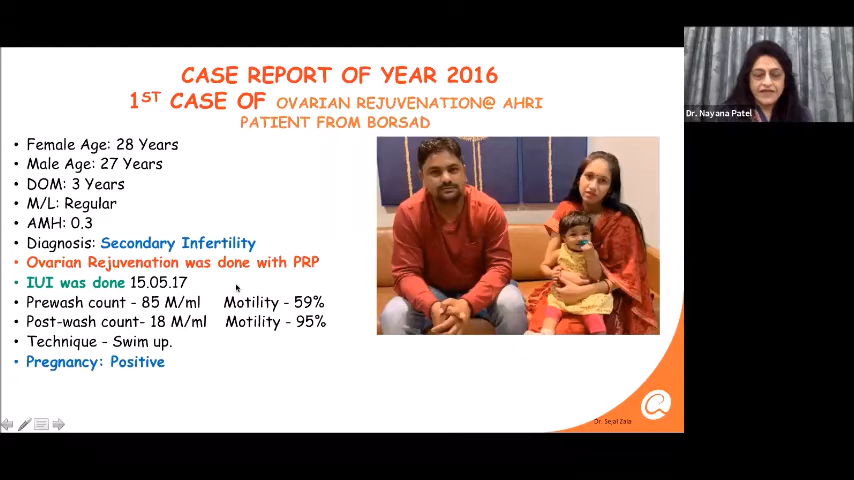 CASE REPORT OF YEAR 2016
1ST CASE OF OVARIAN REJUVENATION@ AHRI
PATIENT FROM BORSAD
• Female Age: 28 Years
• Male Age: 27 Years
• DOM: 3 Years
• M/L: Regular
• AMH: 0.3
• Diagnosis: Secondary Infertility
• Ovarian Rejuvenation was done with PRP
• IUI was done 15.05.17
• Prewash count - 85 M/ml Motility - 59%
• Post-wash count- 18 M/ml Motility - 95%
• Technique - Swim up.
• Pregnancy: Positive
Dr. Sejal Zala
Dr. Nayana Patel